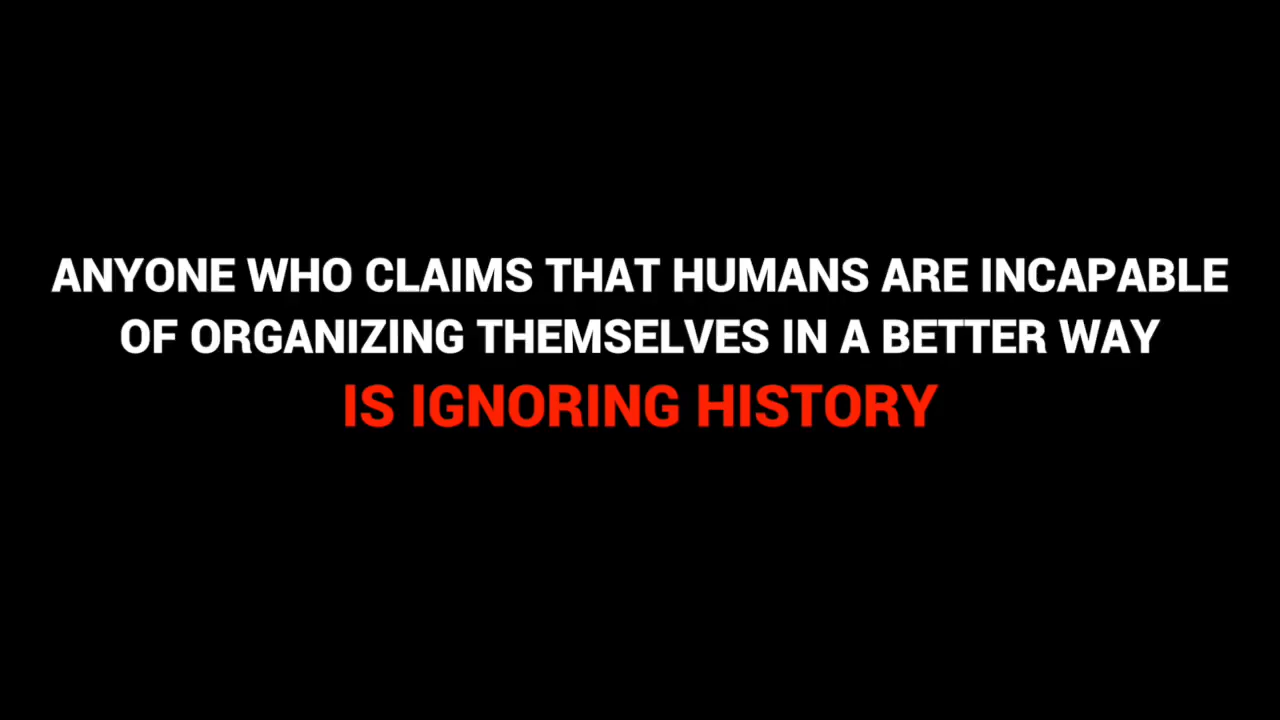 ANYONE WHO CLAIMS THAT HUMANS ARE INCAPABLE
OF ORGANIZING THEMSELVES IN A BETTER WAY
IS IGNORING HISTORY